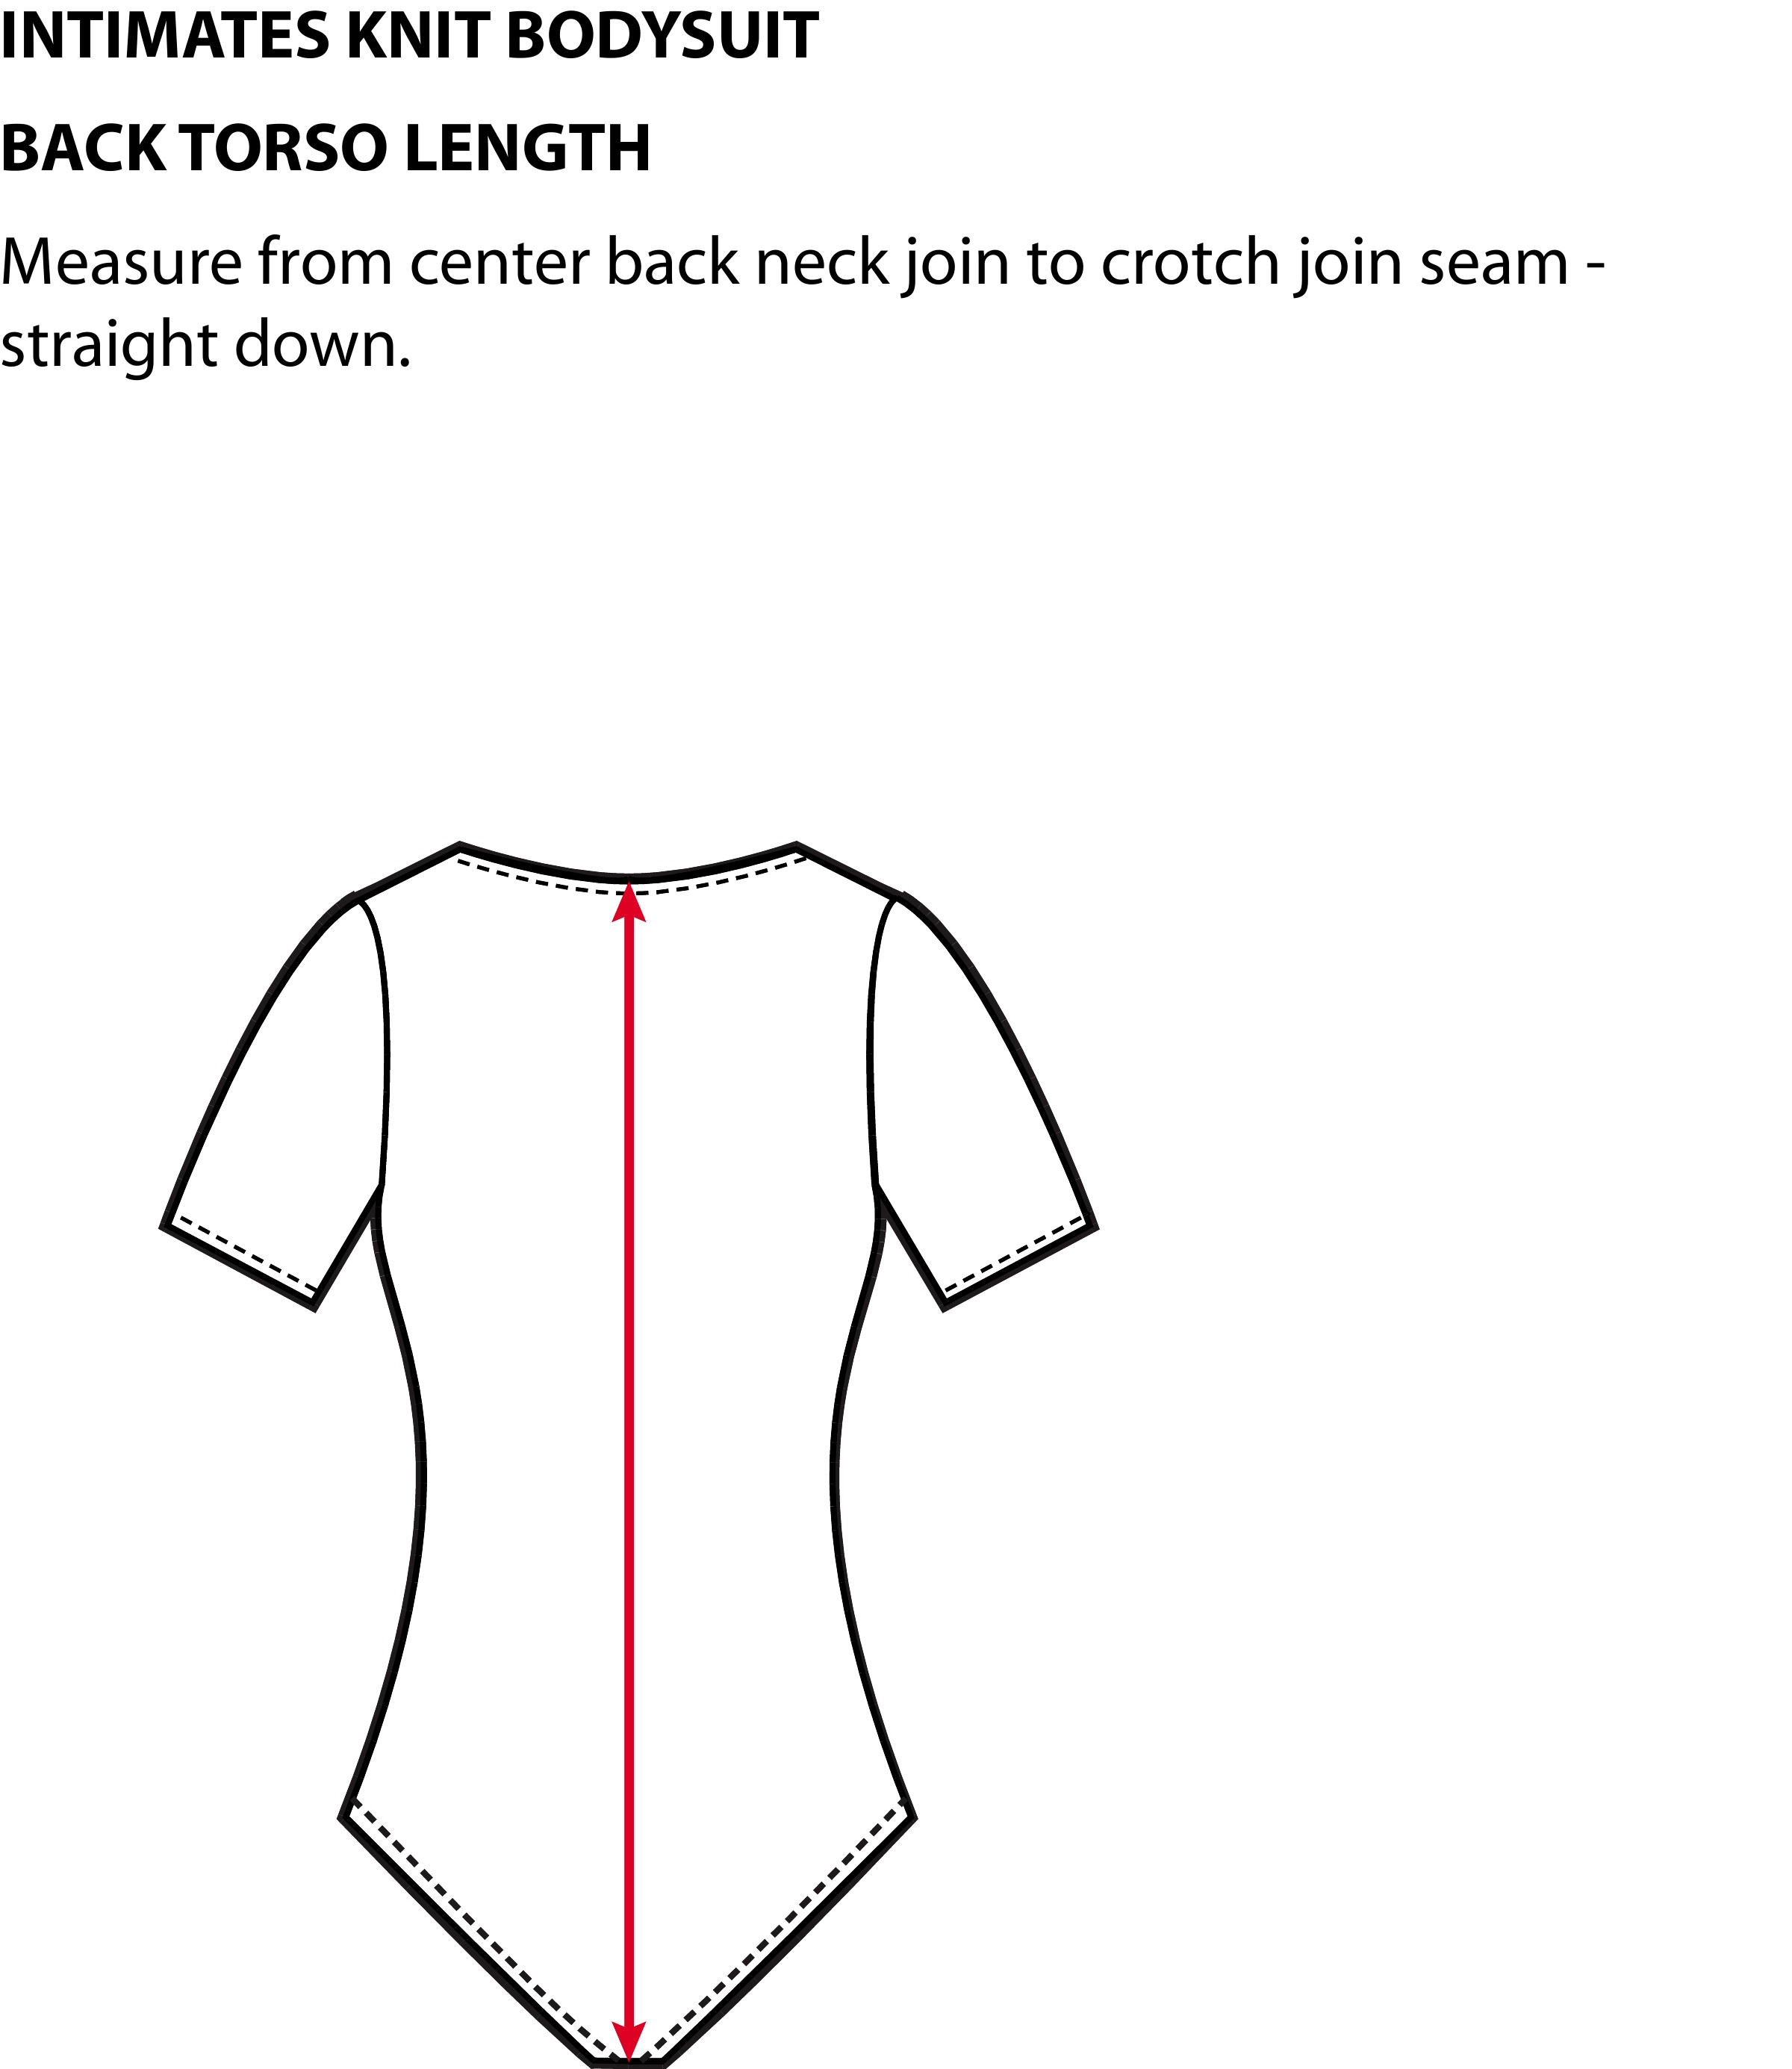 INTIMATES KNIT BODYSUIT
BACK TORSO LENGTH
Measure from center back neck join to crotch join seam -
straight down.